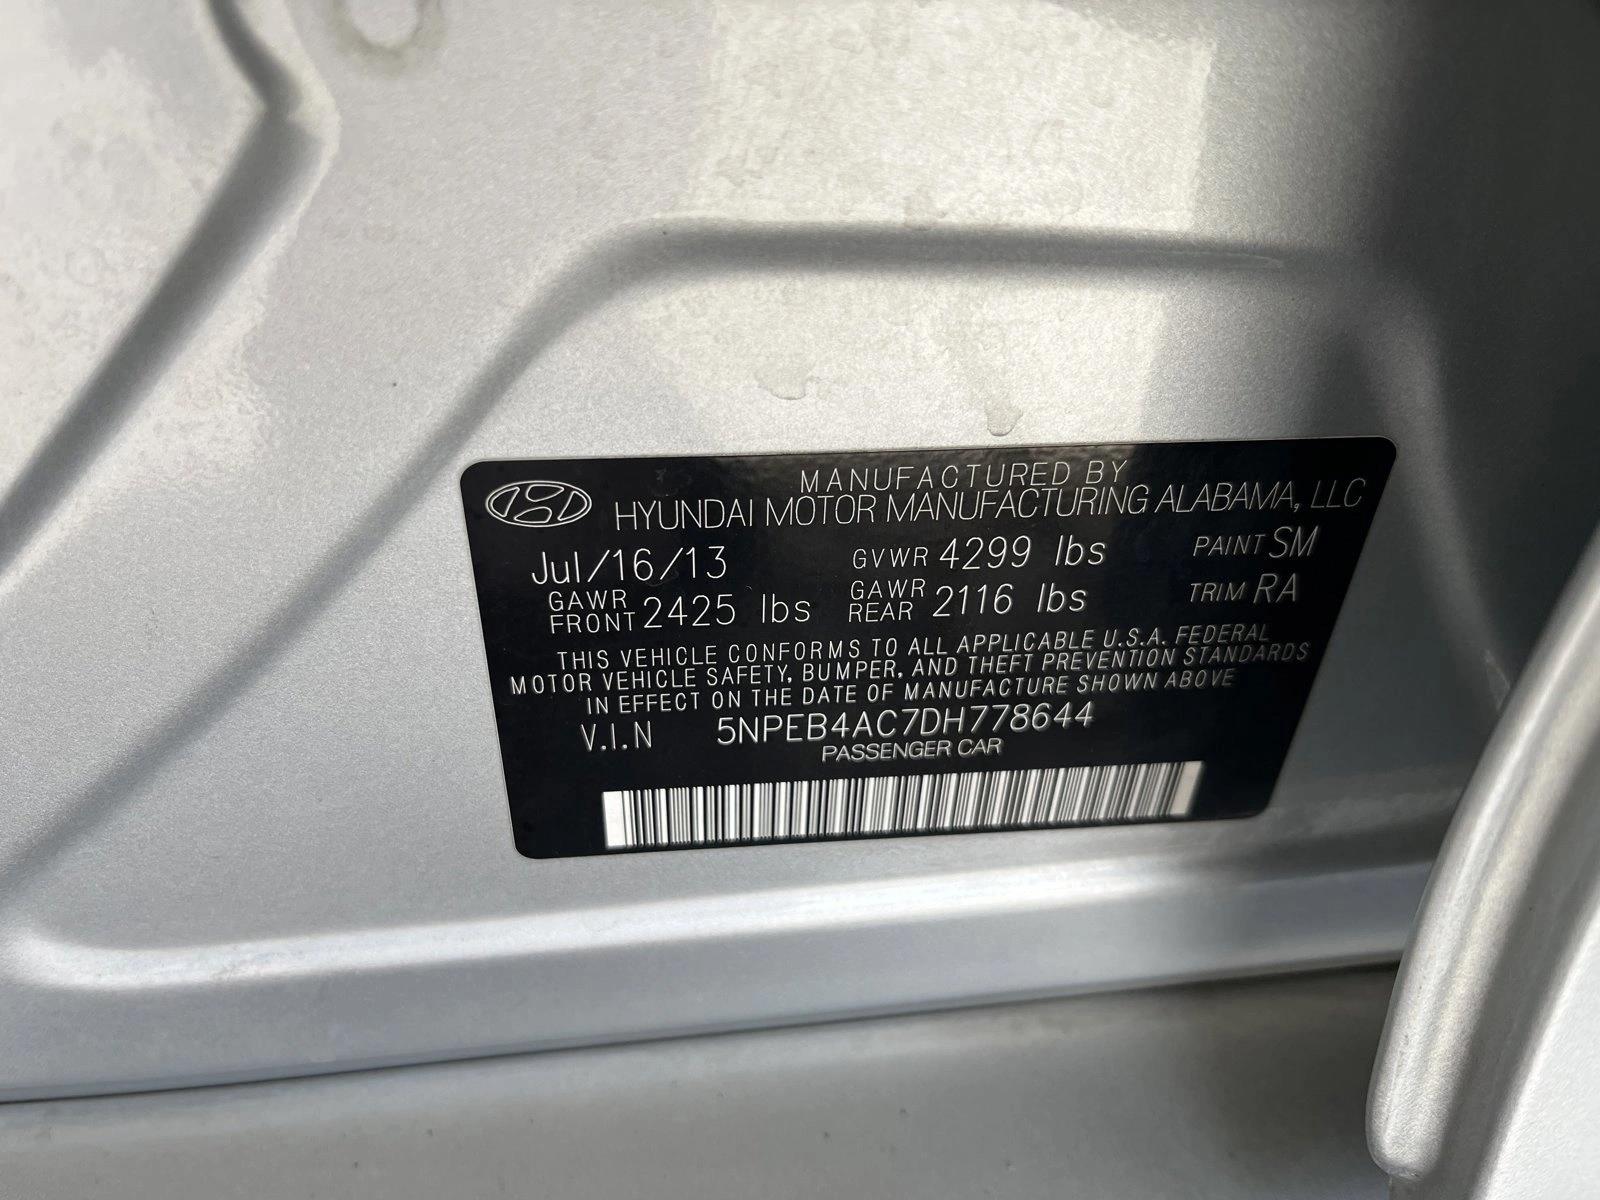 MANUFACTURED BY
HYUNDAI MOTOR MANUFACTURING ALABAMA, LLC
Jul/16/13 GVWR 4299 lbs PAINT SM
GAWR FRONT 2425 lbs GAWR REAR 2116 lbs TRIM RA
THIS VEHICLE CONFORMS TO ALL APPLICABLE U.S.A. FEDERAL
MOTOR VEHICLE SAFETY, BUMPER, AND THEFT PREVENTION STANDARDS
IN EFFECT ON THE DATE OF MANUFACTURE SHOWN ABOVE
V.I.N 5NPEB4AC7DH778644
PASSENGER CAR